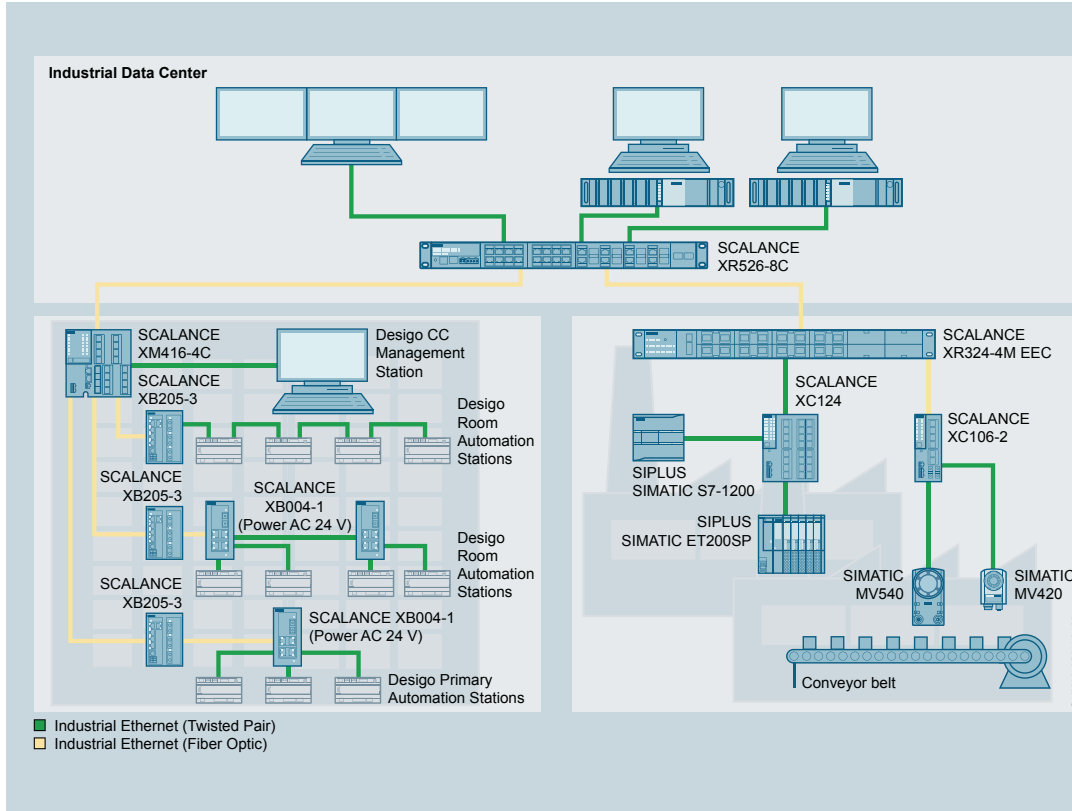 Industrial Data Center
SCALANCE
XR526-8C
SCALANCE
XM416-4C
SCALANCE
XB205-3
Desigo CC
Management
Station
Desigo
Room
Automation
Stations
SCALANCE
XB205-3
SCALANCE
XB004-1
(Power AC 24 V)
Desigo
Room
Automation
Stations
SCALANCE
XB205-3
SCALANCE XB004-1
(Power AC 24 V)
Desigo Primary
Automation Stations
SCALANCE
XR324-4M EEC
SCALANCE
XC124
SCALANCE
XC106-2
SIPLUS
SIMATIC S7-1200
SIPLUS
SIMATIC ET200SP
SIMATIC
MV540
SIMATIC
MV420
Conveyor belt
Industrial Ethernet (Twisted Pair)
Industrial Ethernet (Fiber Optic)